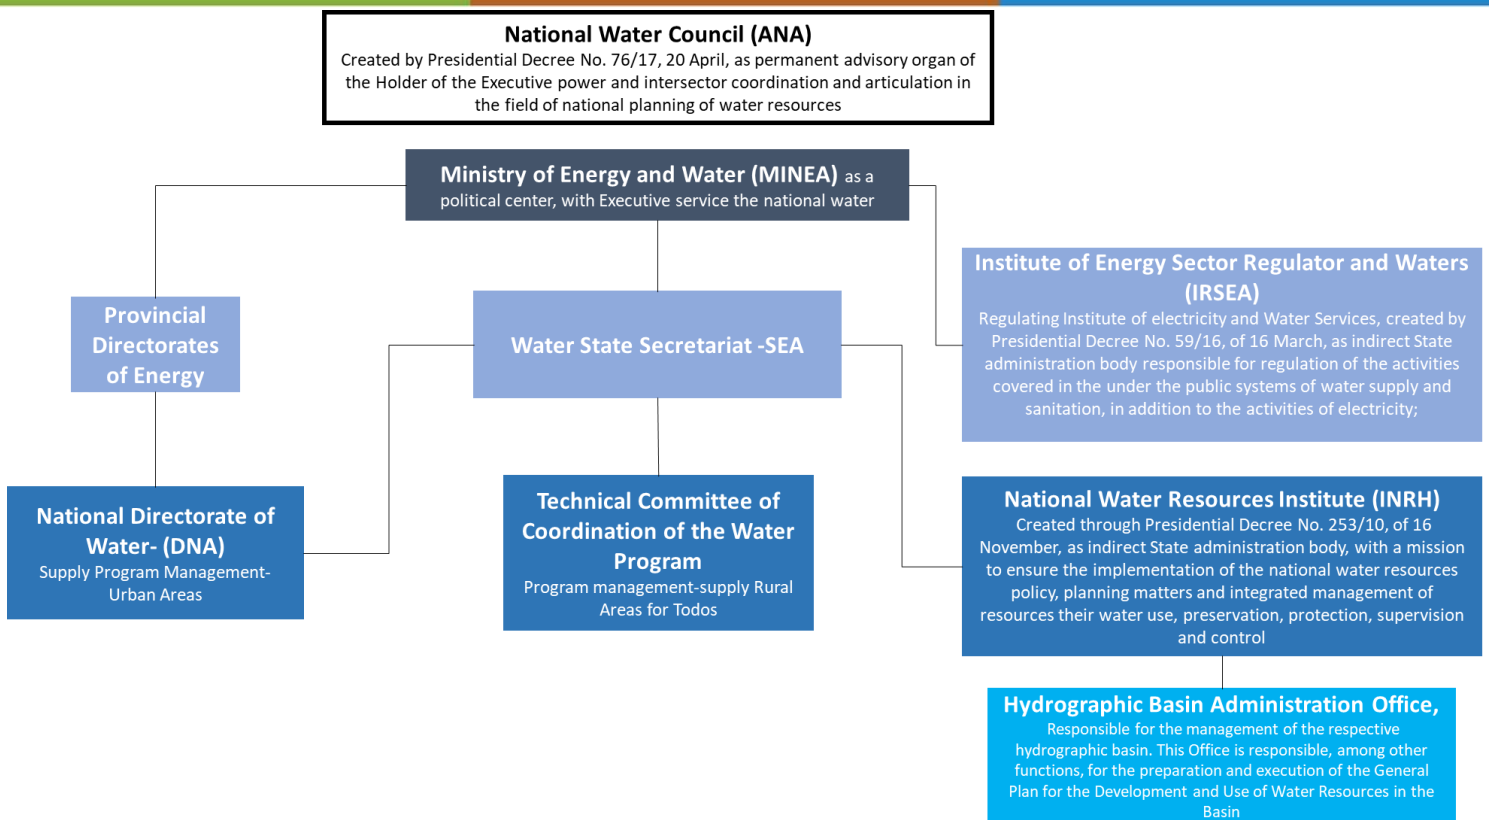 National Water Council (ANA)
Created by Presidential Decree No. 76/17, 20 April, as permanent advisory organ of
the Holder of the Executive power and intersector coordination and articulation in
the field of national planning of water resources
Ministry of Energy and Water (MINEA) as a
political center, with Executive service the national water
Institute of Energy Sector Regulator and Waters
(IRSEA)
Regulating Institute of electricity and Water Services, created by
Presidential Decree No. 59/16, of 16 March, as indirect State
administration body responsible for regulation of the activities
covered in the under the public systems of water supply and
sanitation, in addition to the activities of electricity;
Provincial
Directorates
of Energy
Water State Secretariat -SEA
National Directorate of
Water- (DNA)
Supply Program Management-
Urban Areas
Technical Committee of
Coordination of the Water
Program
Program management-supply Rural
Areas for Todos
National Water Resources Institute (INRH)
Created through Presidential Decree No. 253/10, of 16
November, as indirect State administration body, with a mission
to ensure the implementation of the national water resources
policy, planning matters and integrated management of
resources their water use, preservation, protection, supervision
and control
Hydrographic Basin Administration Office,
Responsible for the management of the respective
hydrographic basin. This Office is responsible, among other
functions, for the preparation and execution of the General
Plan for the Development and Use of Water Resources in the
Basin